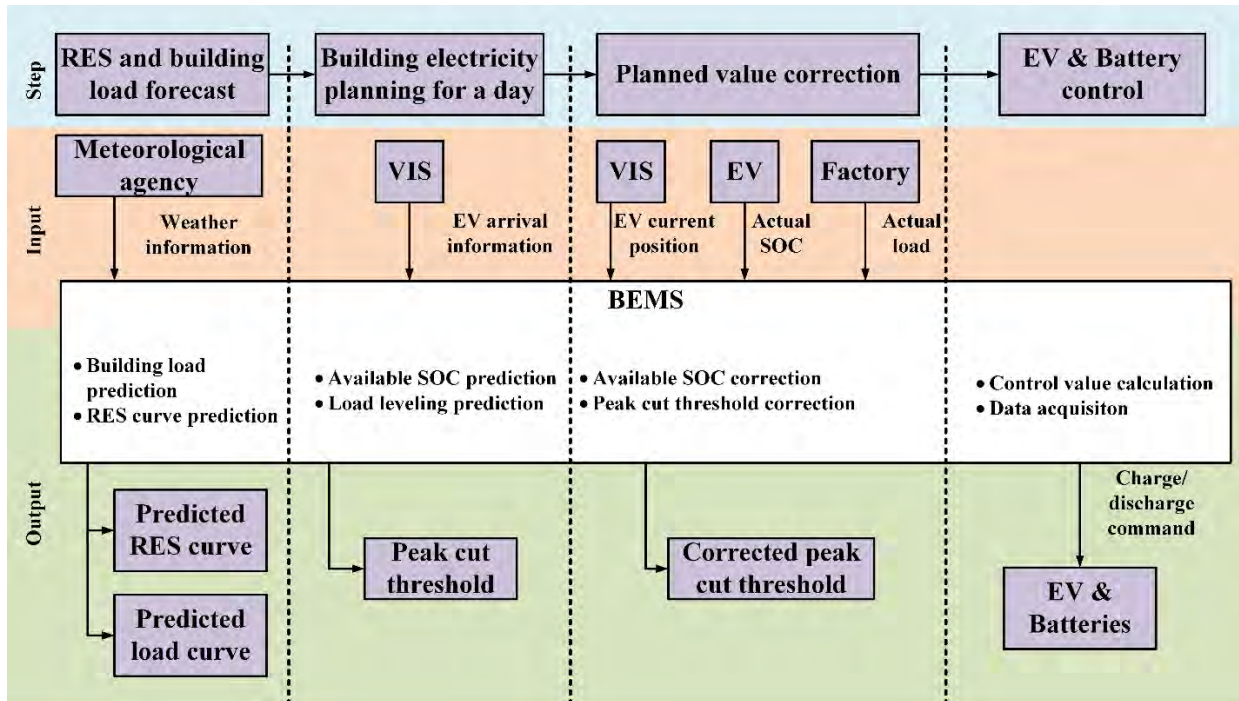 Step
RES and building
load forecast
Building electricity
planning for a day
Planned value correction
EV & Battery
control
Input
Meteorological
agency
VIS
VIS
EV
Factory
Weather
information
EV arrival
information
EV current
position
Actual
SOC
Actual
load
BEMS
• Building load
prediction
• RES curve prediction
• Available SOC prediction
• Load leveling prediction
• Available SOC correction
• Peak cut threshold correction
• Control value calculation
• Data acquisiton
Output
Predicted
RES curve
Predicted
load curve
Peak cut
threshold
Corrected peak
cut threshold
Charge/
discharge
command
EV &
Batteries